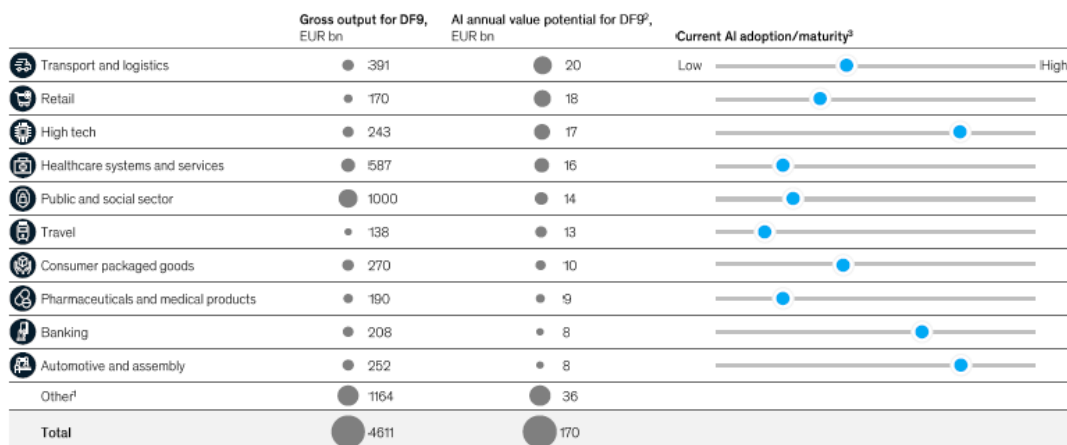 Gross output for DF9, AI annual value potential for DF9²,
EUR bn EUR bn Current AI adoption/maturity³
Transport and logistics 391 20 Low High
Retail 170 18
High tech 243 17
Healthcare systems and services 587 16
Public and social sector 1000 14
Travel 138 13
Consumer packaged goods 270 10
Pharmaceuticals and medical products 190 9
Banking 208 8
Automotive and assembly 252 8
Other¹ 1164 36
Total 4611 170